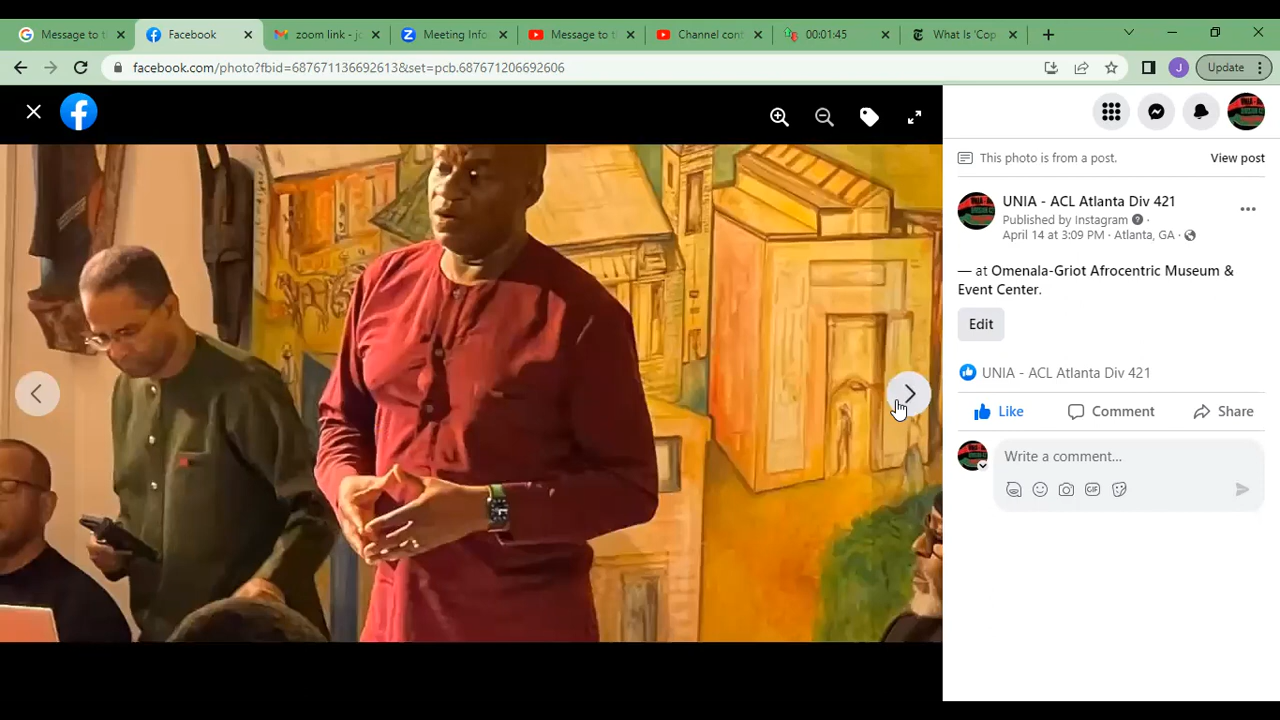 Message to t
Facebook
zoom link - jo
Meeting Info
Message to t
Channel cont
00:01:45
What Is 'Cop
facebook.com/photo?fbid=687671136692613&set=pcb.687671206692606
J
Update
This photo is from a post.
View post
UNIA - ACL Atlanta Div 421
Published by Instagram
April 14 at 3:09 PM · Atlanta, GA ·
— at Omenala-Griot Afrocentric Museum &
Event Center.
Edit
UNIA - ACL Atlanta Div 421
Like
Comment
Share
Write a comment...
GIF